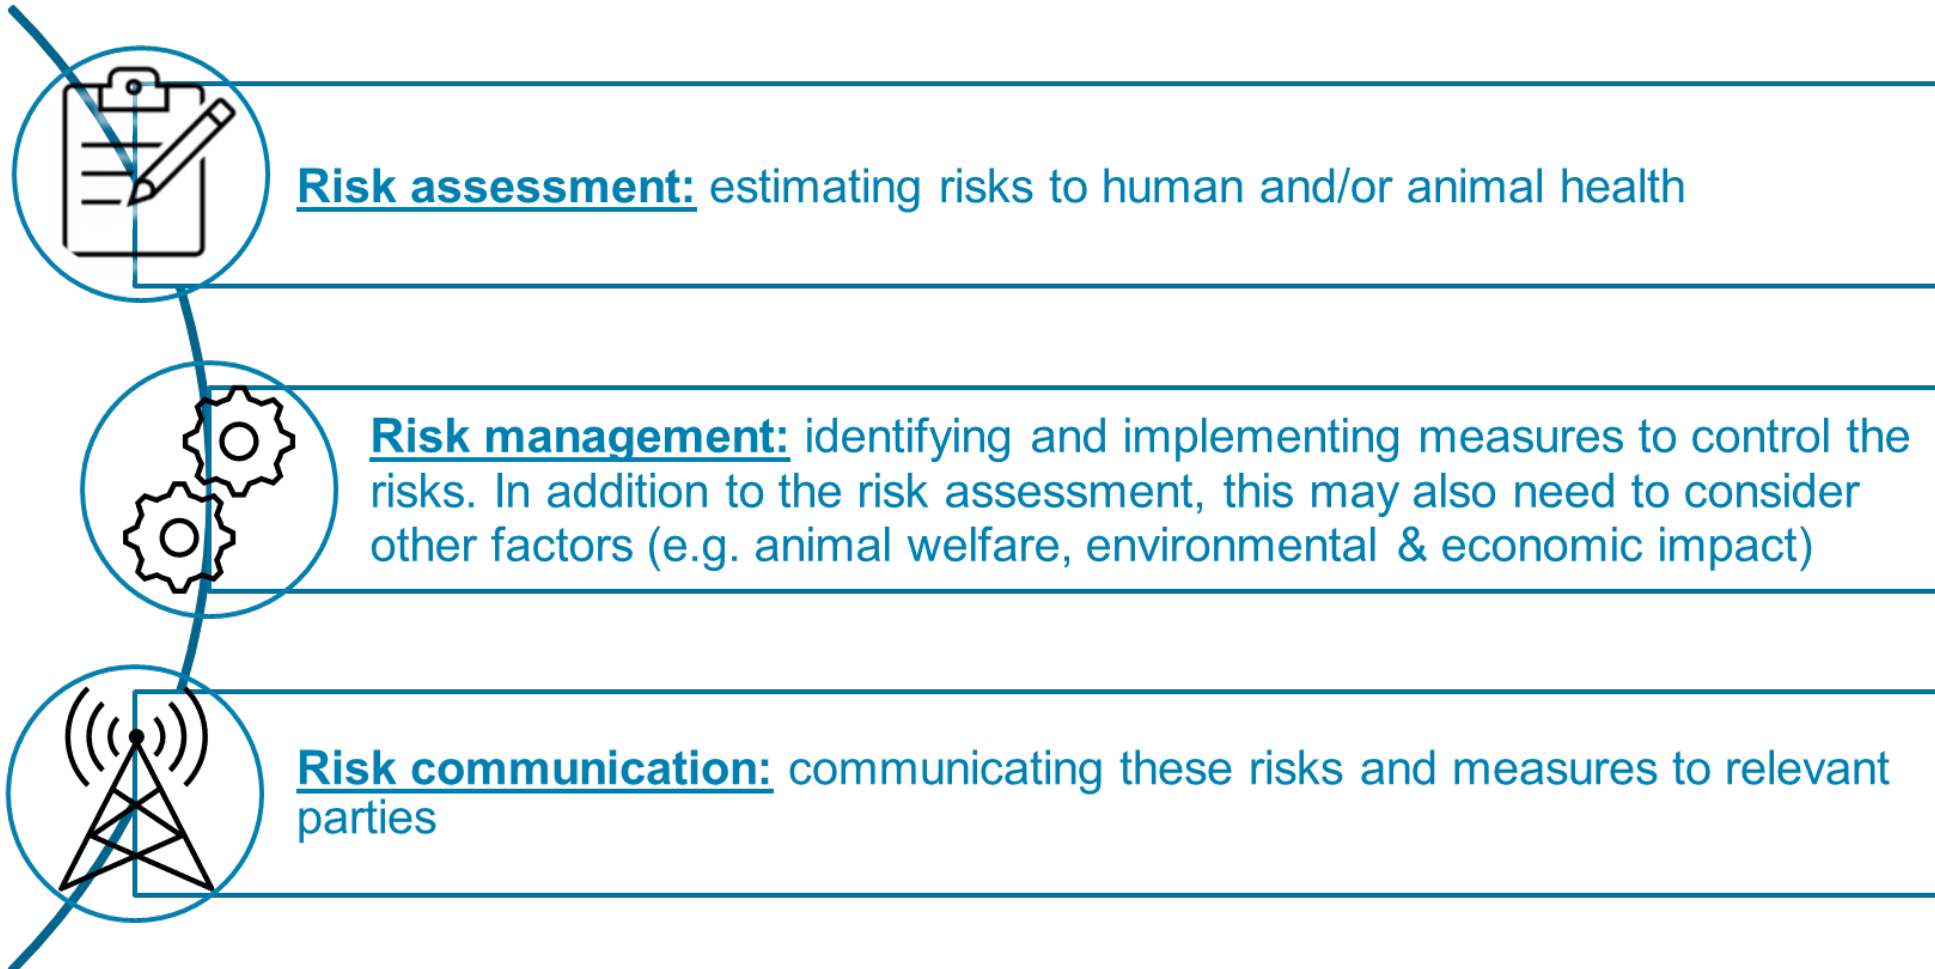 Risk assessment: estimating risks to human and/or animal health
Risk management: identifying and implementing measures to control the
risks. In addition to the risk assessment, this may also need to consider
other factors (e.g. animal welfare, environmental & economic impact)
Risk communication: communicating these risks and measures to relevant
parties